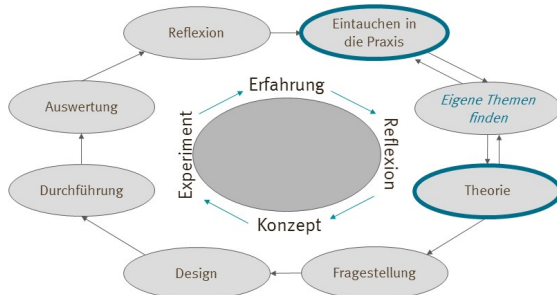 Reflexion
Eintauchen in
die Praxis
Eigene Themen
finden
Theorie
Fragestellung
Design
Durchführung
Auswertung
Erfahrung
Reflexion
Konzept
Experiment